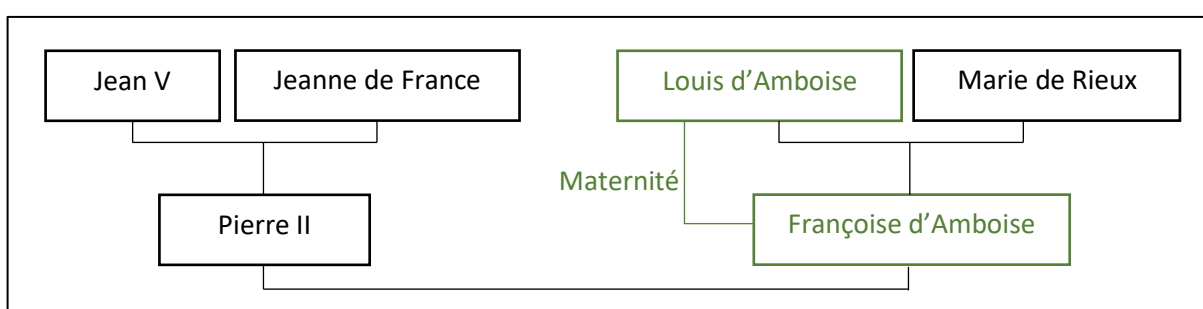 Jean V
Jeanne de France
Louis d’Amboise
Marie de Rieux
Maternité
Pierre II
Françoise d’Amboise